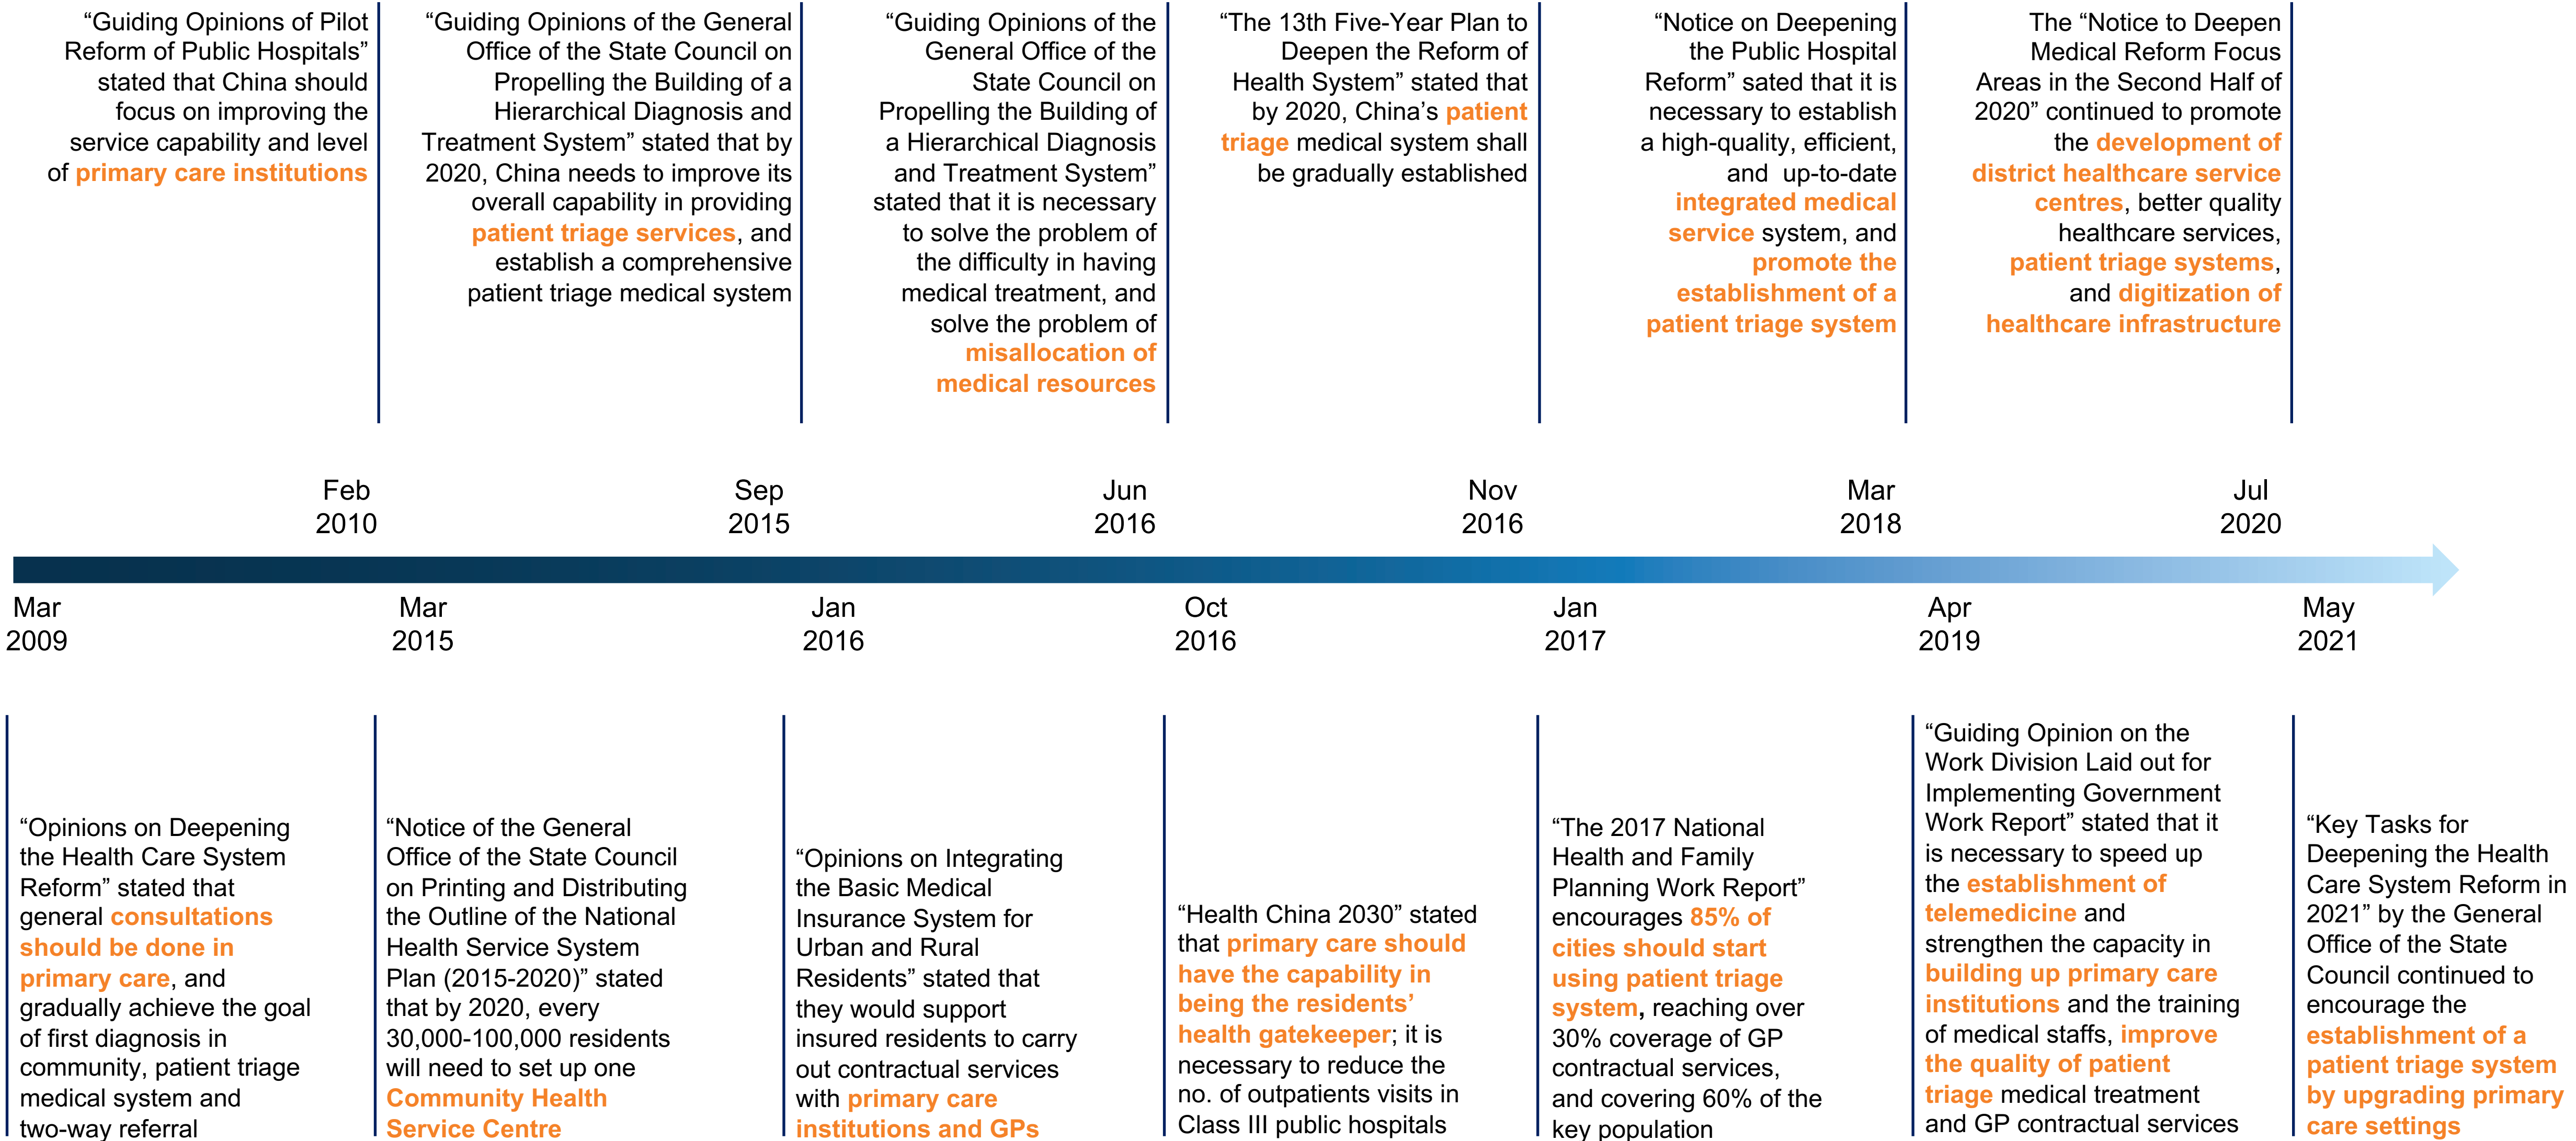 “Guiding Opinions of Pilot
Reform of Public Hospitals”
stated that China should
focus on improving the
service capability and level
of primary care institutions
“Guiding Opinions of the General
Office of the State Council on
Propelling the Building of a
Hierarchical Diagnosis and
Treatment System” stated that by
2020, China needs to improve its
overall capability in providing
patient triage services, and
establish a comprehensive
patient triage medical system
“Guiding Opinions of the
General Office of the
State Council on
Propelling the Building of
a Hierarchical Diagnosis
and Treatment System”
stated that it is necessary
to solve the problem of
the difficulty in having
medical treatment, and
solve the problem of
misallocation of
medical resources
“The 13th Five-Year Plan to
Deepen the Reform of
Health System” stated that
by 2020, China’s patient
triage medical system shall
be gradually established
“Notice on Deepening
the Public Hospital
Reform” sated that it is
necessary to establish
a high-quality, efficient,
and up-to-date
integrated medical
service system, and
promote the
establishment of a
patient triage system
The “Notice to Deepen
Medical Reform Focus
Areas in the Second Half of
2020” continued to promote
the development of
district healthcare service
centres, better quality
healthcare services,
patient triage systems,
and digitization of
healthcare infrastructure
Feb
2010
Sep
2015
Jun
2016
Nov
2016
Mar
2018
Jul
2020
Mar
2009
Mar
2015
Jan
2016
Oct
2016
Jan
2017
Apr
2019
May
2021
“Opinions on Deepening
the Health Care System
Reform” stated that
general consultations
should be done in
primary care, and
gradually achieve the goal
of first diagnosis in
community, patient triage
medical system and
two-way referral
“Notice of the General
Office of the State Council
on Printing and Distributing
the Outline of the National
Health Service System
Plan (2015-2020)” stated
that by 2020, every
30,000-100,000 residents
will need to set up one
Community Health
Service Centre
“Opinions on Integrating
the Basic Medical
Insurance System for
Urban and Rural
Residents” stated that
they would support
insured residents to carry
out contractual services
with primary care
institutions and GPs
“Health China 2030” stated
that primary care should
have the capability in
being the residents’
health gatekeeper; it is
necessary to reduce the
no. of outpatients visits in
Class III public hospitals
“The 2017 National
Health and Family
Planning Work Report”
encourages 85% of
cities should start
using patient triage
system, reaching over
30% coverage of GP
contractual services,
and covering 60% of the
key population
“Guiding Opinion on the
Work Division Laid out for
Implementing Government
Work Report” stated that it
is necessary to speed up
the establishment of
telemedicine and
strengthen the capacity in
building up primary care
institutions and the training
of medical staffs, improve
the quality of patient
triage medical treatment
and GP contractual services
“Key Tasks for
Deepening the Health
Care System Reform in
2021” by the General
Office of the State
Council continued to
encourage the
establishment of a
patient triage system
by upgrading primary
care settings